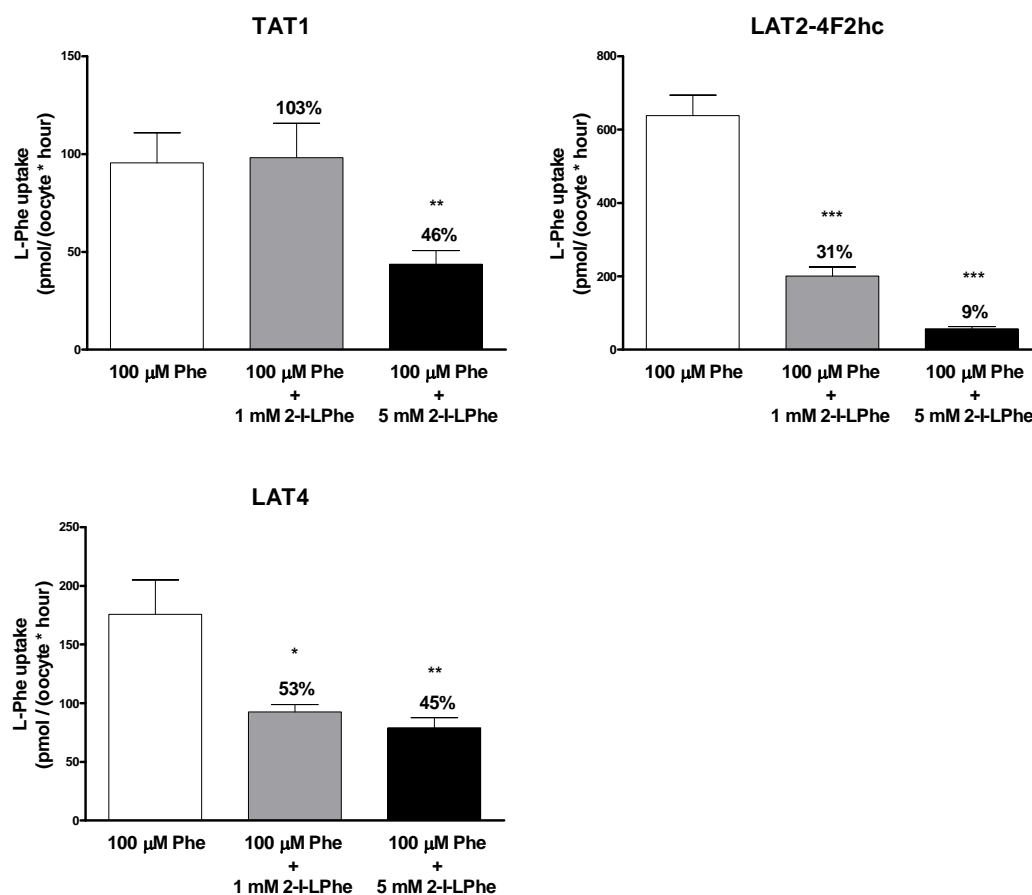 TAT1
L-Phe uptake
(pmol/ (oocyte * hour)
150
100
50
0
103%
**
46%
100 µM Phe
100 µM Phe
+
1 mM 2-I-LPhe
100 µM Phe
+
5 mM 2-I-LPhe
LAT2-4F2hc
L-Phe uptake
(pmol/ (oocyte * hour)
800
600
400
200
0
***
31%
***
9%
100 µM Phe
100 µM Phe
+
1 mM 2-I-LPhe
100 µM Phe
+
5 mM 2-I-LPhe
LAT4
L-Phe uptake
(pmol / (oocyte * hour)
250
200
150
100
50
0
*
53%
**
45%
100 µM Phe
100 µM Phe
+
1 mM 2-I-LPhe
100 µM Phe
+
5 mM 2-I-LPhe